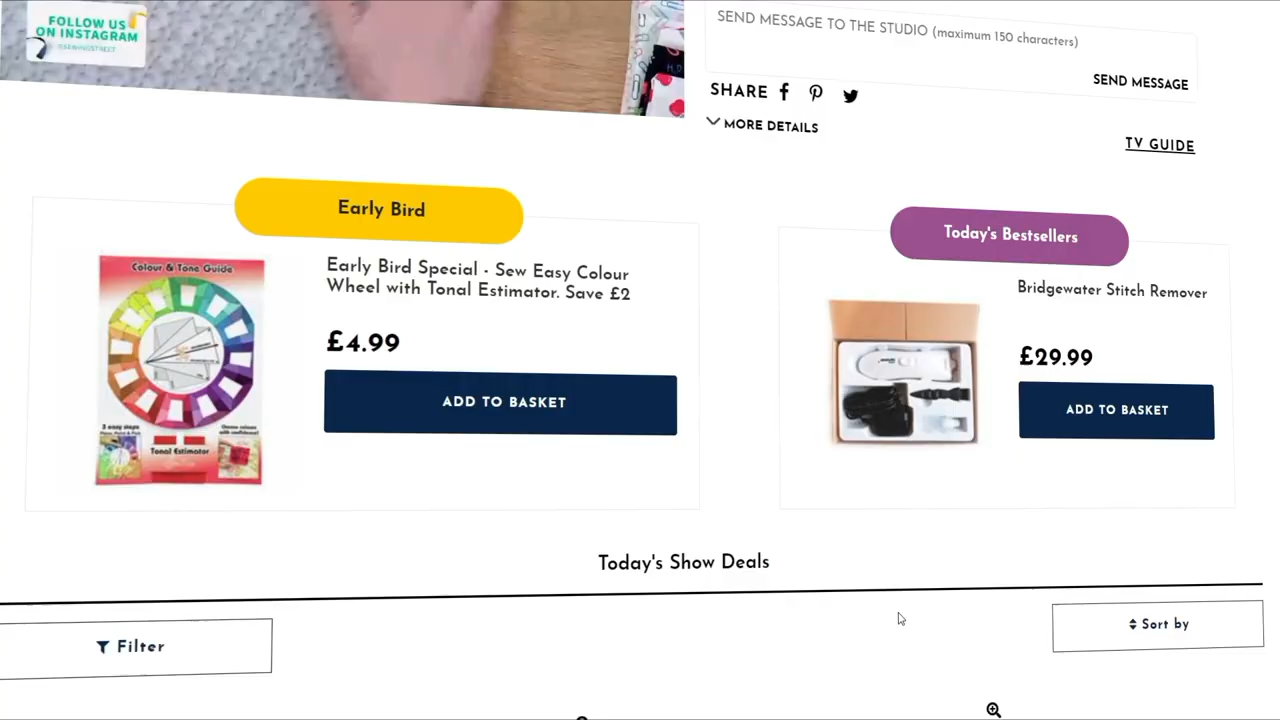 FOLLOW US
ON INSTAGRAM
SEND MESSAGE TO THE STUDIO (maximum 150 characters)
SEND MESSAGE
SHARE
MORE DETAILS
TV GUIDE
Early Bird
Early Bird Special - Sew Easy Colour
Wheel with Tonal Estimator. Save £2
£4.99
ADD TO BASKET
Colour & Tone Guide
3 easy steps
Tonal Estimator
Today's Bestsellers
Bridgewater Stitch Remover
£29.99
ADD TO BASKET
Today's Show Deals
Filter
Sort by